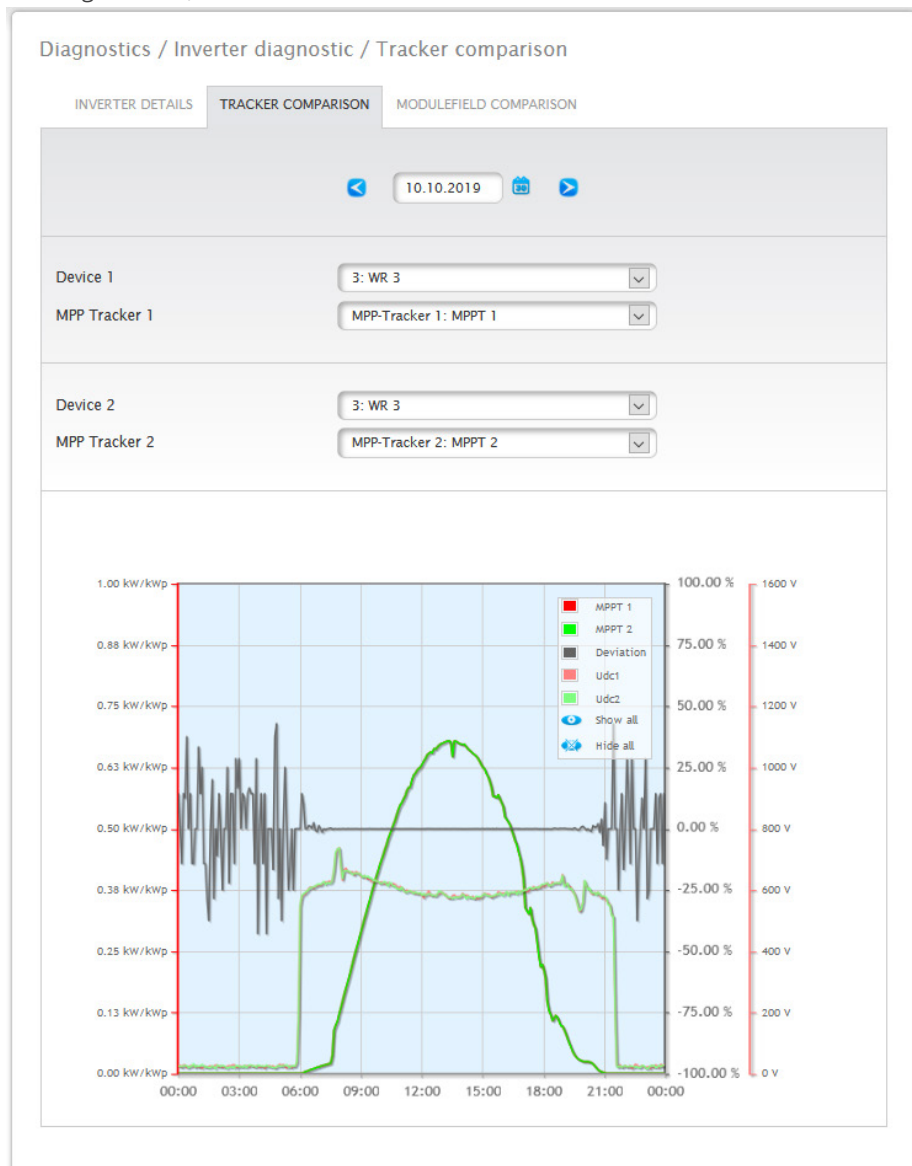 Diagnostics / Inverter diagnostic / Tracker comparison
INVERTER DETAILS TRACKER COMPARISON MODULEFIELD COMPARISON
10.10.2019 30
Device 1 3: WR 3
MPP Tracker 1 MPP-Tracker 1: MPPT 1
Device 2 3: WR 3
MPP Tracker 2 MPP-Tracker 2: MPPT 2
1.00 kW/kWp 100.00 % 1600 V
MPPT 1
MPPT 2
0.88 kW/kWp Deviation 75.00 % 1400 V
Udc1
Udc2
0.75 kW/kWp 50.00 % 1200 V
Show all
Hide all
0.63 kW/kWp 25.00 % 1000 V
0.50 kW/kWp 0.00 % 800 V
0.38 kW/kWp -25.00 % 600 V
0.25 kW/kWp -50.00 % 400 V
0.13 kW/kWp -75.00 % 200 V
0.00 kW/kWp -100.00 % 0 V
00:00 03:00 06:00 09:00 12:00 15:00 18:00 21:00 00:00